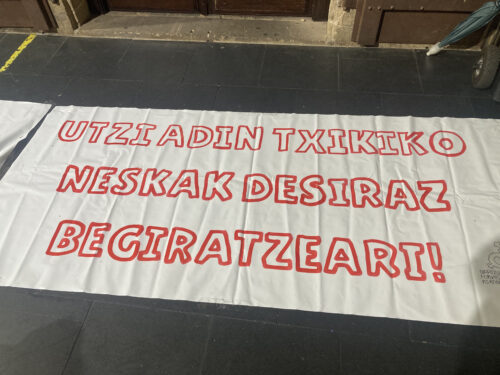 UTZI ADIN TXIKIKO
NESKAK DESIRAZ
BEGIRATZEARI!